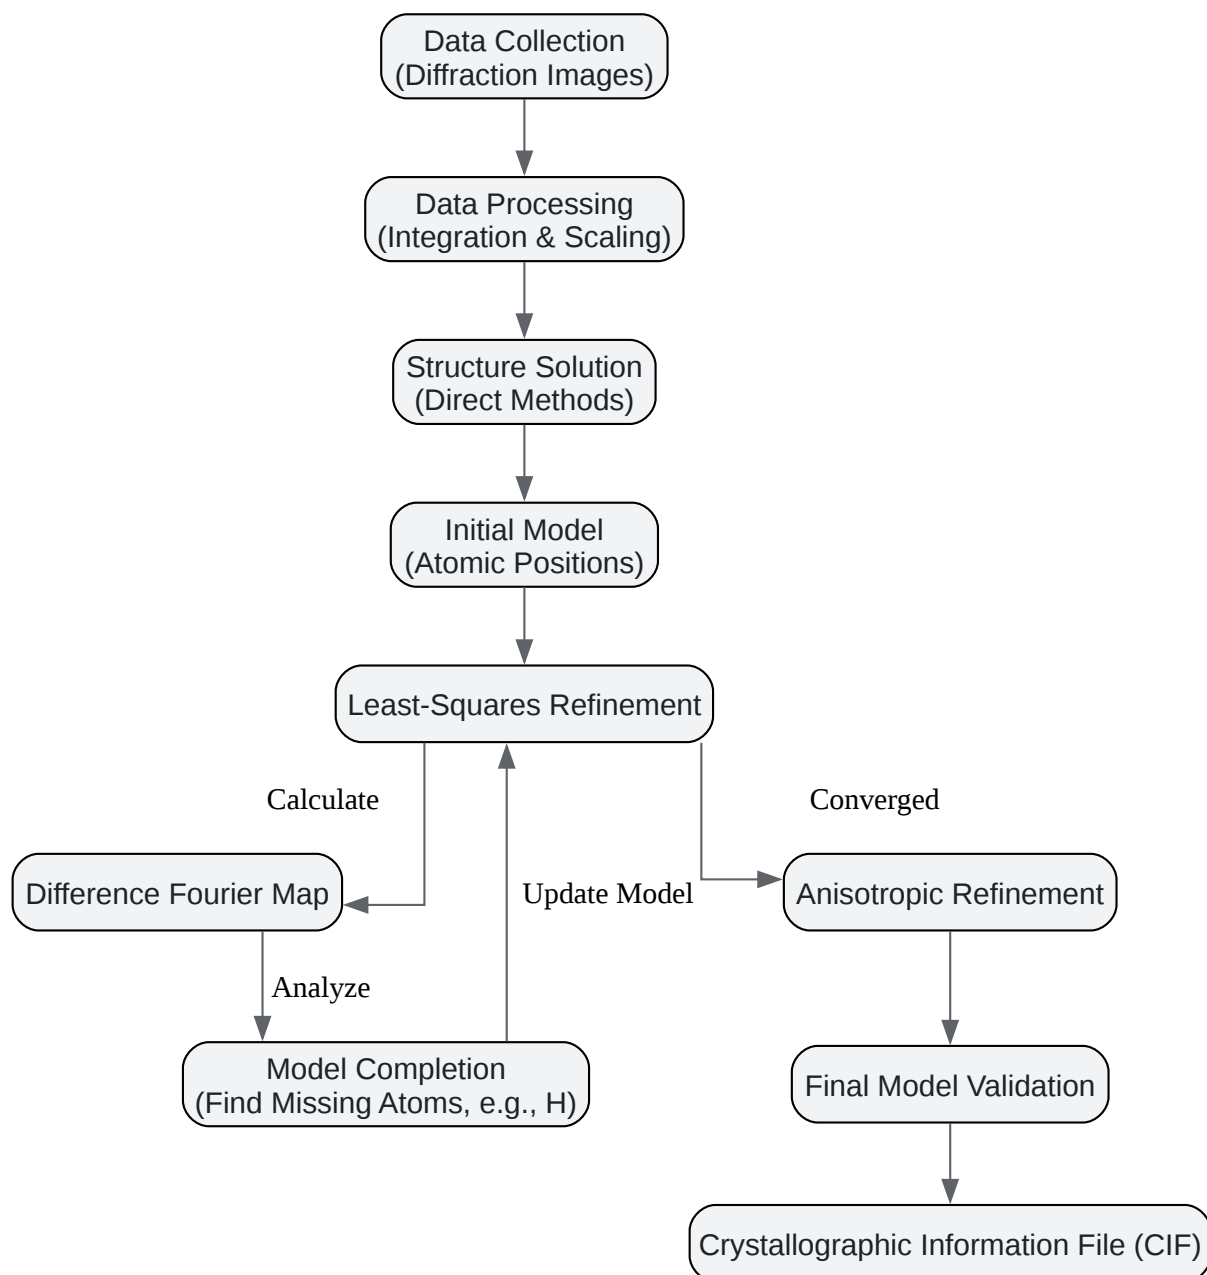 Data Collection
(Diffraction Images)
Data Processing
(Integration & Scaling)
Structure Solution
(Direct Methods)
Initial Model
(Atomic Positions)
Least-Squares Refinement
Calculate
Converged
Difference Fourier Map
Update Model
Anisotropic Refinement
Analyze
Model Completion
(Find Missing Atoms, e.g., H)
Final Model Validation
Crystallographic Information File (CIF)